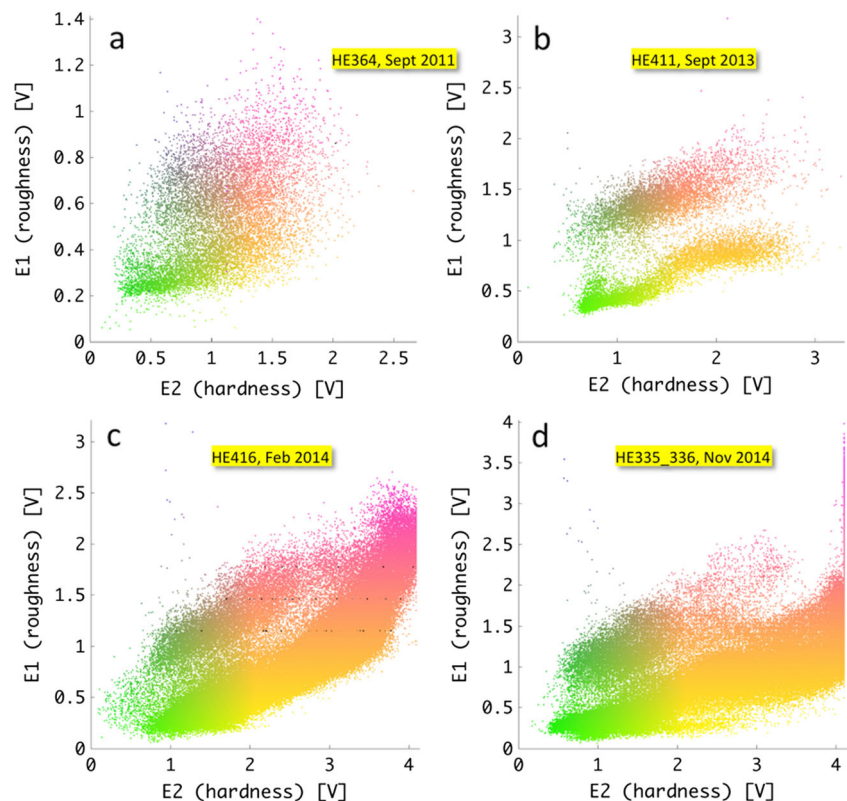 a
HE364, Sept 2011
E1 (roughness) [V]
1.4
1.2
1
0.8
0.6
0.4
0.2
0
0 0.5 1 1.5 2 2.5
E2 (hardness) [V]
b
HE411, Sept 2013
E1 (roughness) [V]
3
2.5
2
1.5
1
0.5
0
0 1 2 3
E2 (hardness) [V]
c
HE416, Feb 2014
E1 (roughness) [V]
3
2.5
2
1.5
1
0.5
0
0 1 2 3 4
E2 (hardness) [V]
d
HE335_336, Nov 2014
E1 (roughness) [V]
4
3.5
3
2.5
2
1.5
1
0.5
0
0 1 2 3 4
E2 (hardness) [V]